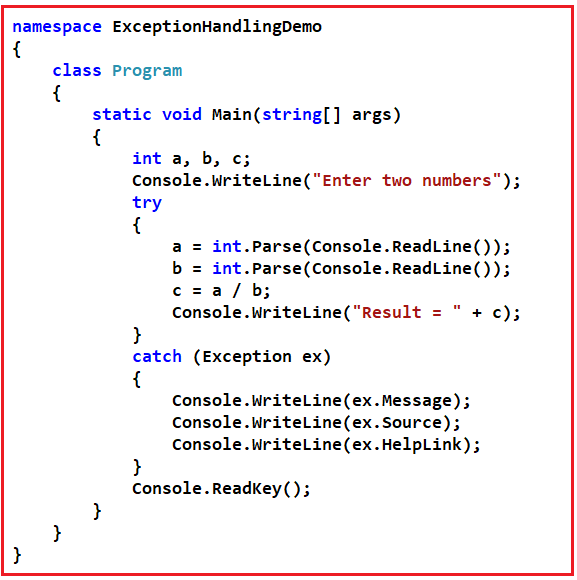 namespace ExceptionHandlingDemo
{
    class Program
    {
        static void Main(string[] args)
        {
            int a, b, c;
            Console.WriteLine("Enter two numbers");
            try
            {
                a = int.Parse(Console.ReadLine());
                b = int.Parse(Console.ReadLine());
                c = a / b;
                Console.WriteLine("Result = " + c);
            }
            catch (Exception ex)
            {
                Console.WriteLine(ex.Message);
                Console.WriteLine(ex.Source);
                Console.WriteLine(ex.HelpLink);
            }
            Console.ReadKey();
        }
    }
}